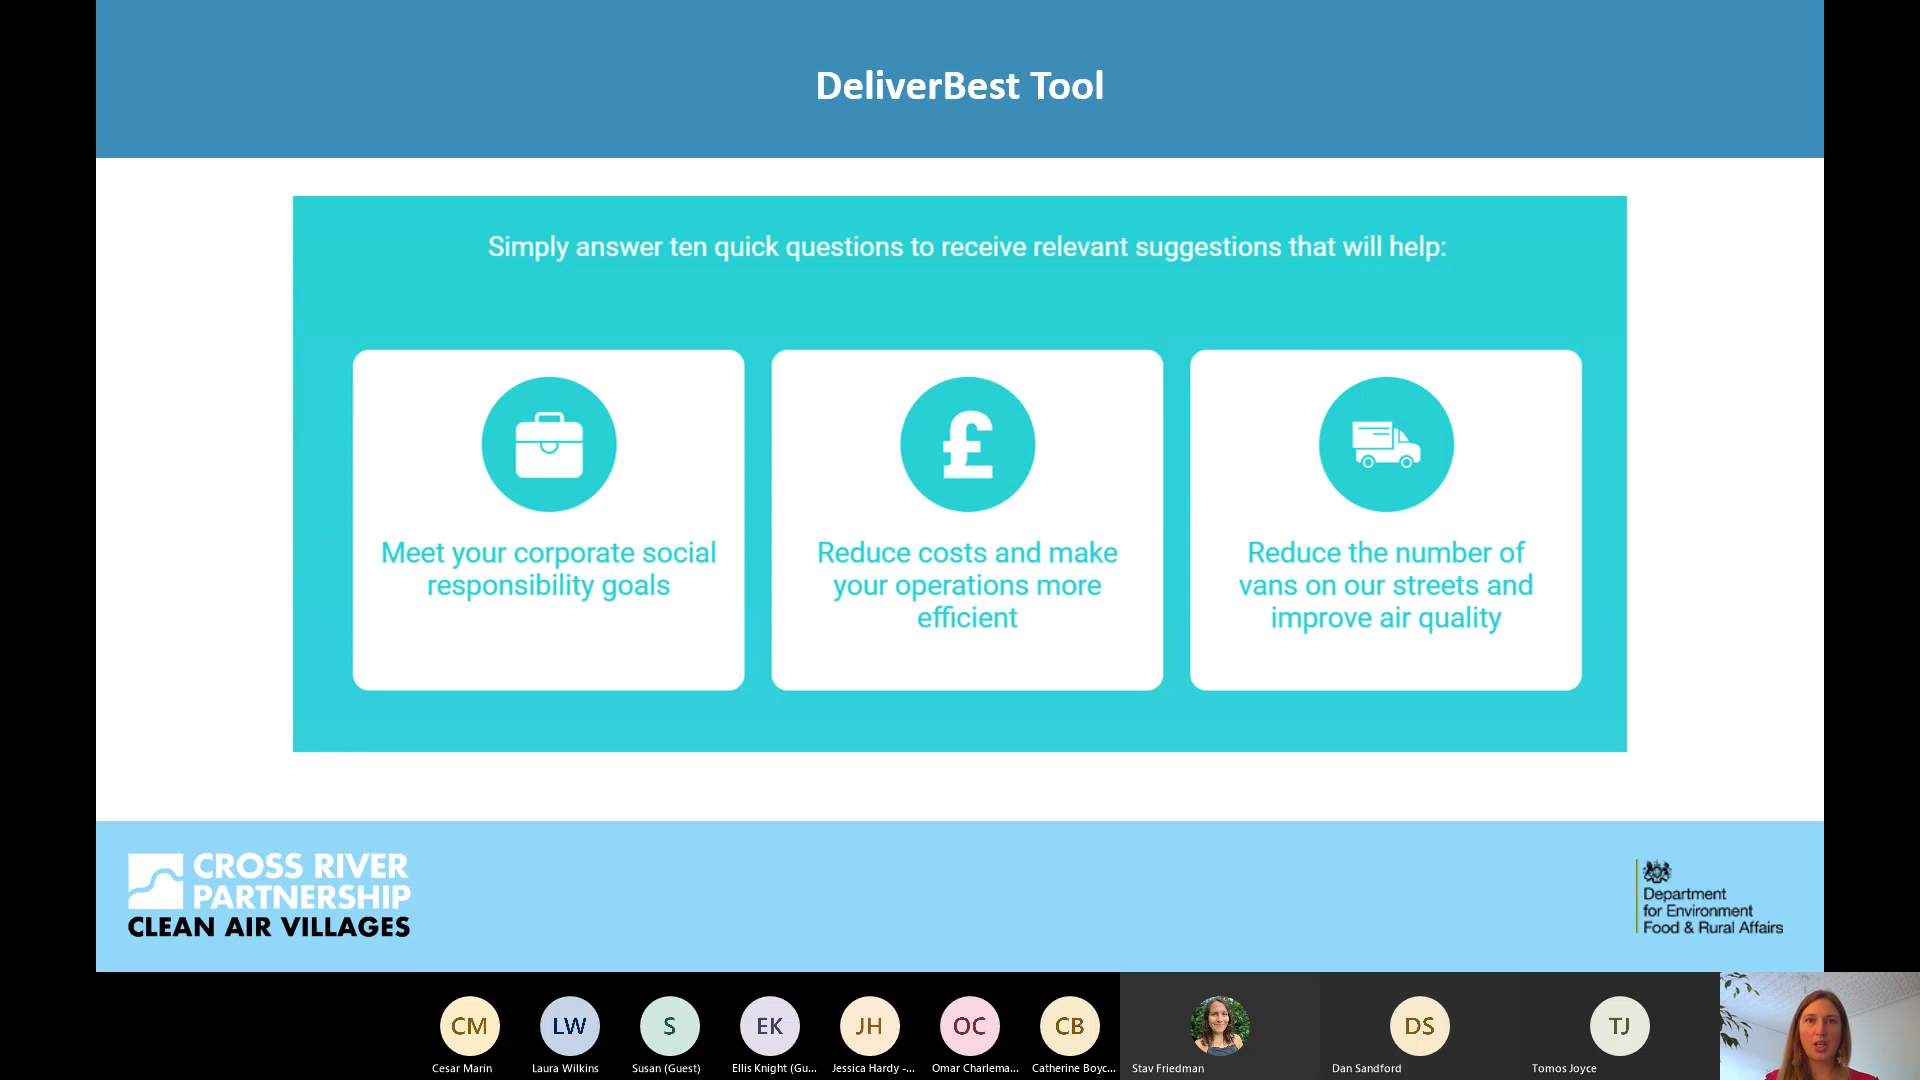 DeliverBest Tool
Simply answer ten quick questions to receive relevant suggestions that will help:
£
Meet your corporate social
responsibility goals
Reduce costs and make
your operations more
efficient
Reduce the number of
vans on our streets and
improve air quality
CROSS RIVER
PARTNERSHIP
CLEAN AIR VILLAGES
Department
for Environment
Food & Rural Affairs
CM
LW
S
EK
JH
OC
CB
DS
TJ
Cesar Marin
Laura Wilkins
Susan (Guest)
Ellis Knight (Gu...
Jessica Hardy -...
Omar Charlema...
Catherine Boyc...
Stav Friedman
Dan Sandford
Tomos Joyce